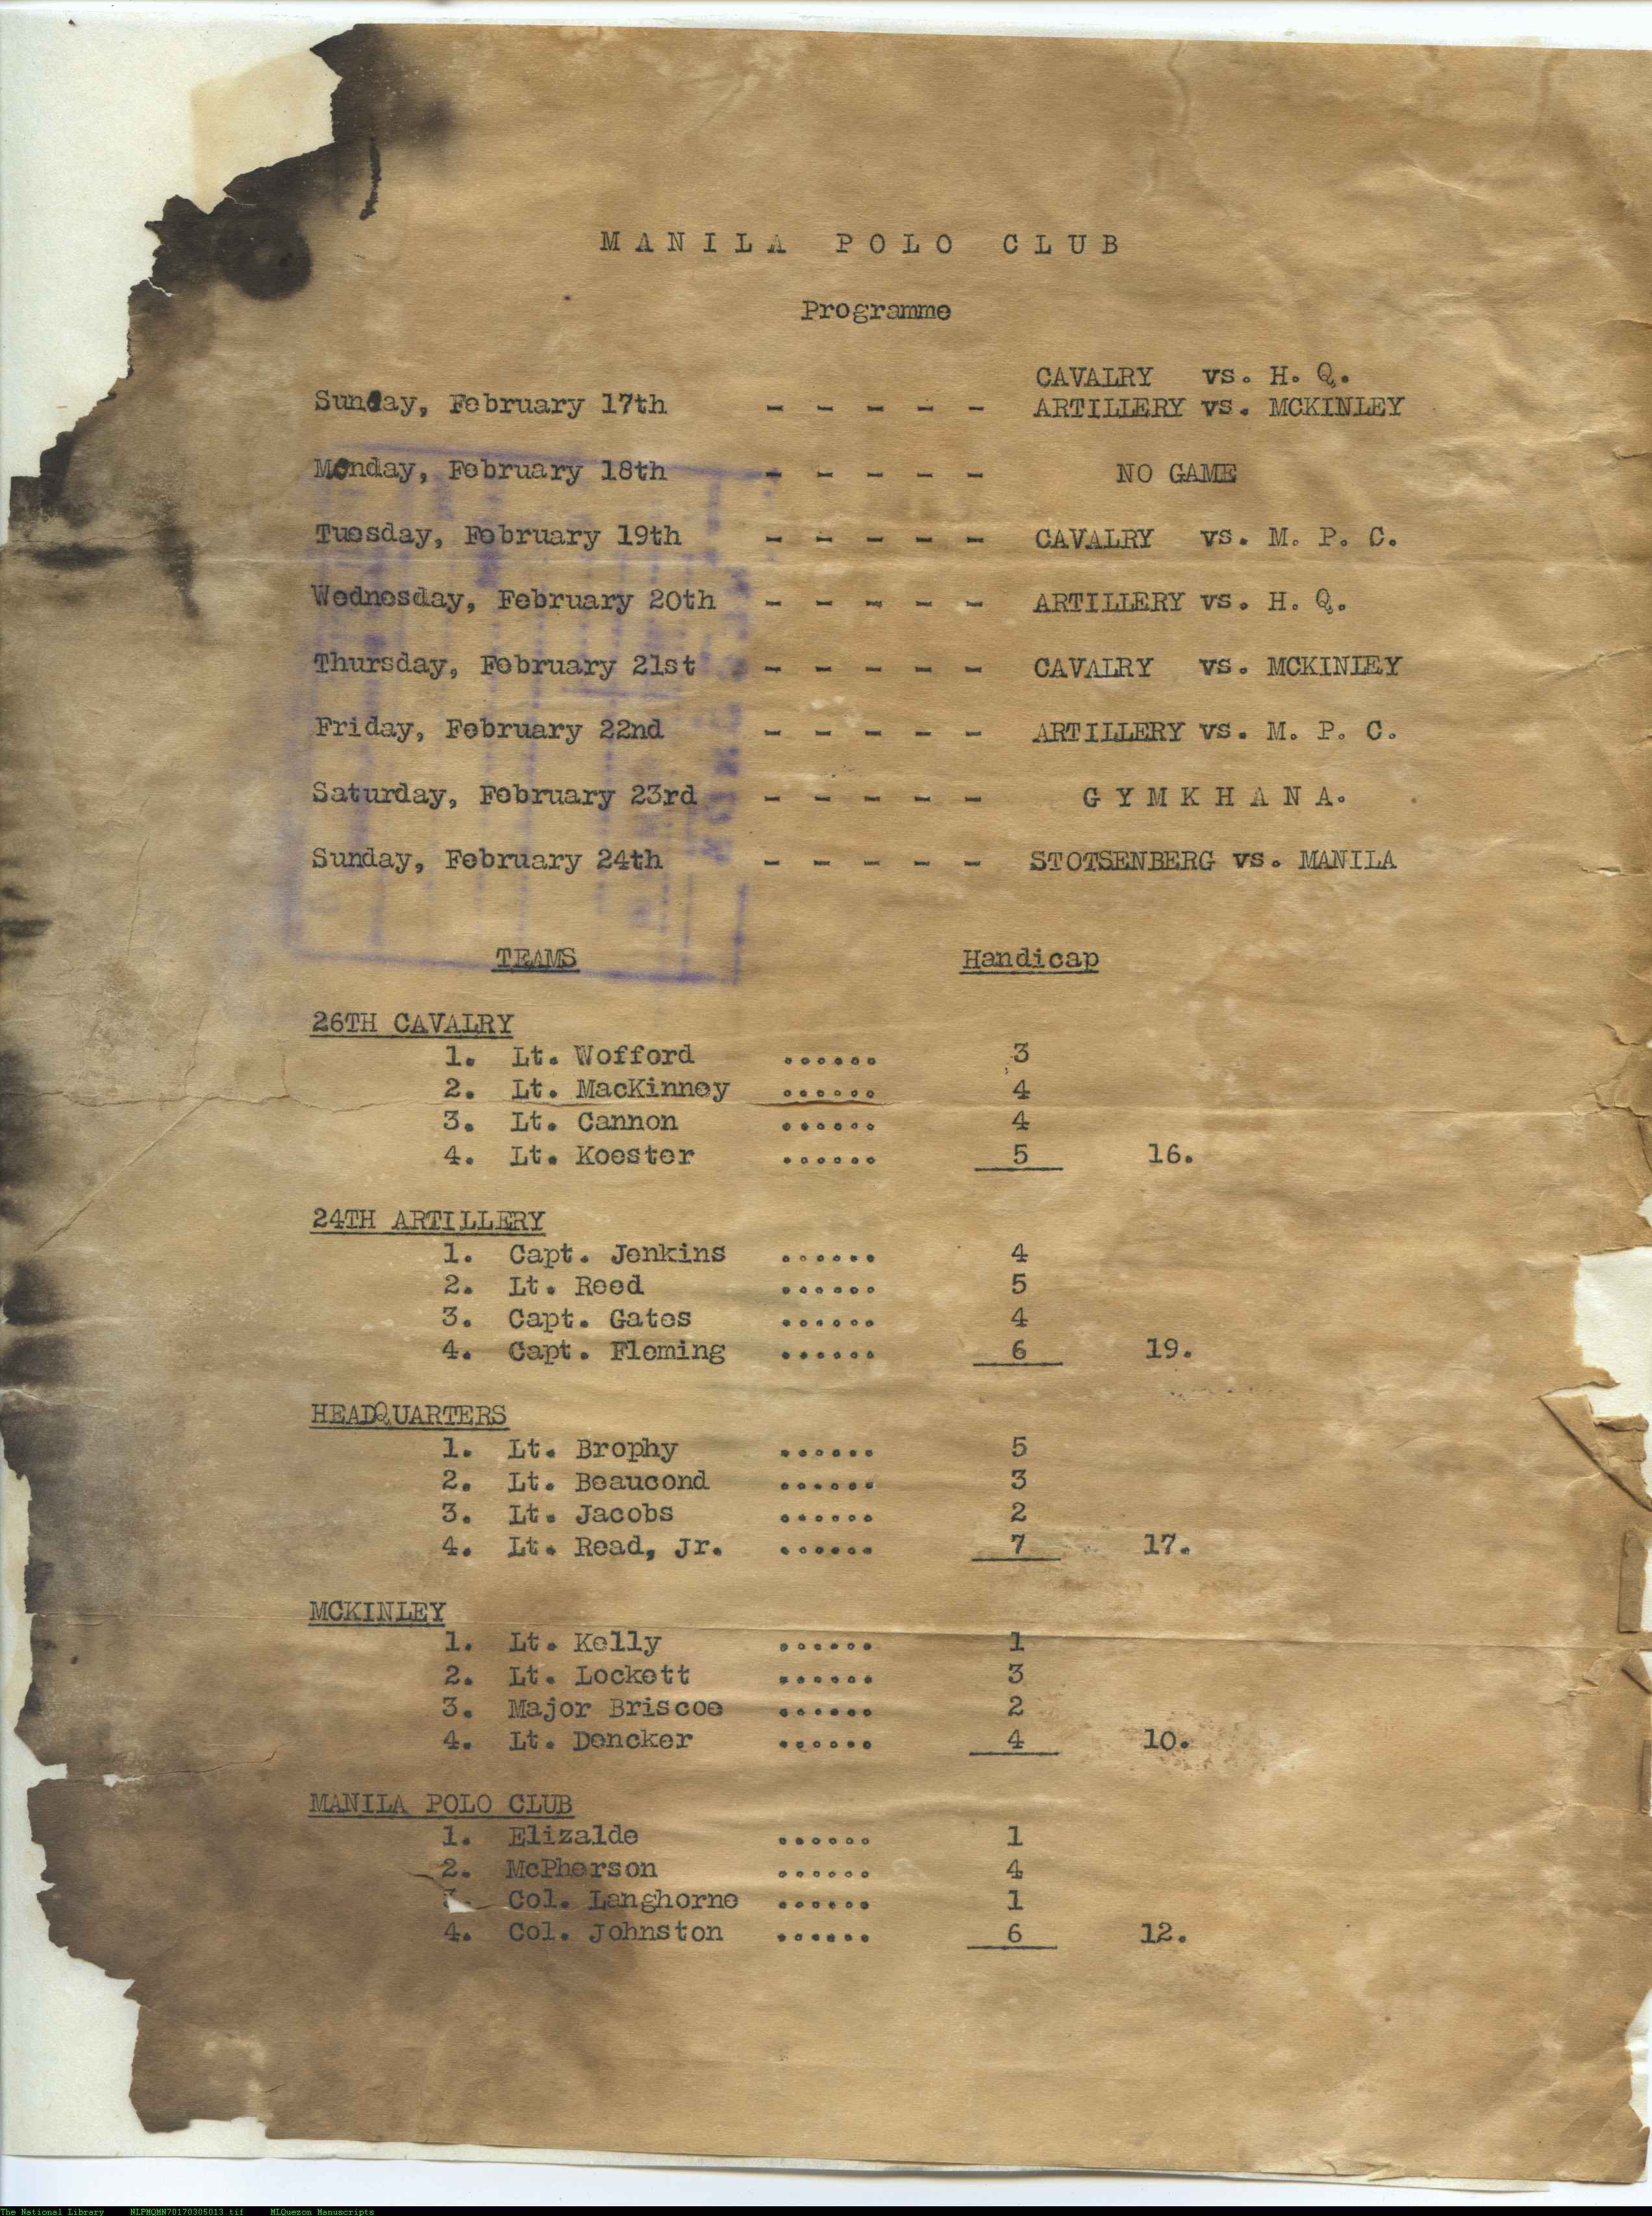 MANILA POLO CLUB
Programme
CAVALRY vs. H. Q.
Sunday, February 17th - - - - - ARTILLERY vs. MCKINLEY
Monday, February 18th - - - - - NO GAME
Tuesday, February 19th - - - - - CAVALRY vs. M. P. C.
Wednesday, February 20th - - - - - ARTILLERY vs. H. Q.
Thursday, February 21st - - - - - CAVALRY vs. MCKINLEY
Friday, February 22nd - - - - - ARTILLERY vs. M. P. C.
Saturday, February 23rd - - - - - GYMKHANA.
Sunday, February 24th - - - - - STOTSENBERG vs. MANILA
TEAMS Handicap
26TH CAVALRY
1. Lt. Wofford ...... 3
2. Lt. MacKinney ...... 4
3. Lt. Cannon ...... 4
4. Lt. Koester ...... 5 16.
24TH ARTILLERY
1. Capt. Jenkins ...... 4
2. Lt. Reed ...... 5
3. Capt. Gates ...... 4
4. Capt. Fleming ...... 6 19.
HEADQUARTERS
1. Lt. Brophy ...... 5
2. Lt. Beaucond ...... 3
3. Lt. Jacobs ...... 2
4. Lt. Read, Jr. ...... 7 17.
MCKINLEY
1. Lt. Kelly ...... 1
2. Lt. Lockett ...... 3
3. Major Briscoe ...... 2
4. Lt. Dencker ...... 4 10.
MANILA POLO CLUB
1. Elizalde ...... 1
2. McPherson ...... 4
Col. Langhorne ...... 1
4. Col. Johnston ...... 6 12.
The National Library NLPMQMN70170305013.tif MLQuezon Manuscripts